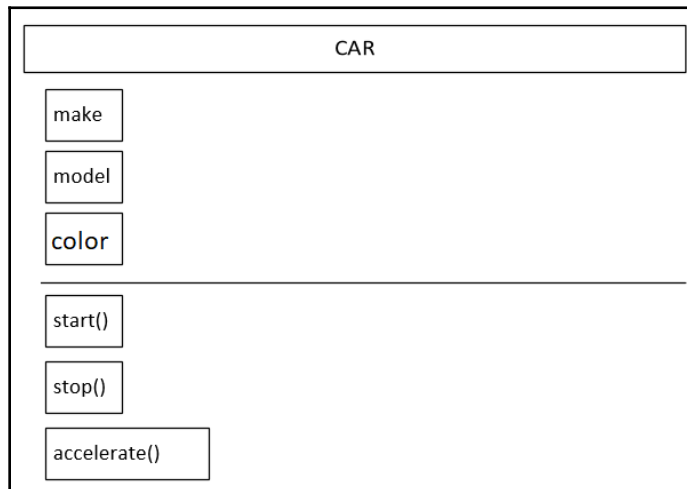 CAR
make
model
color
start()
stop()
accelerate()